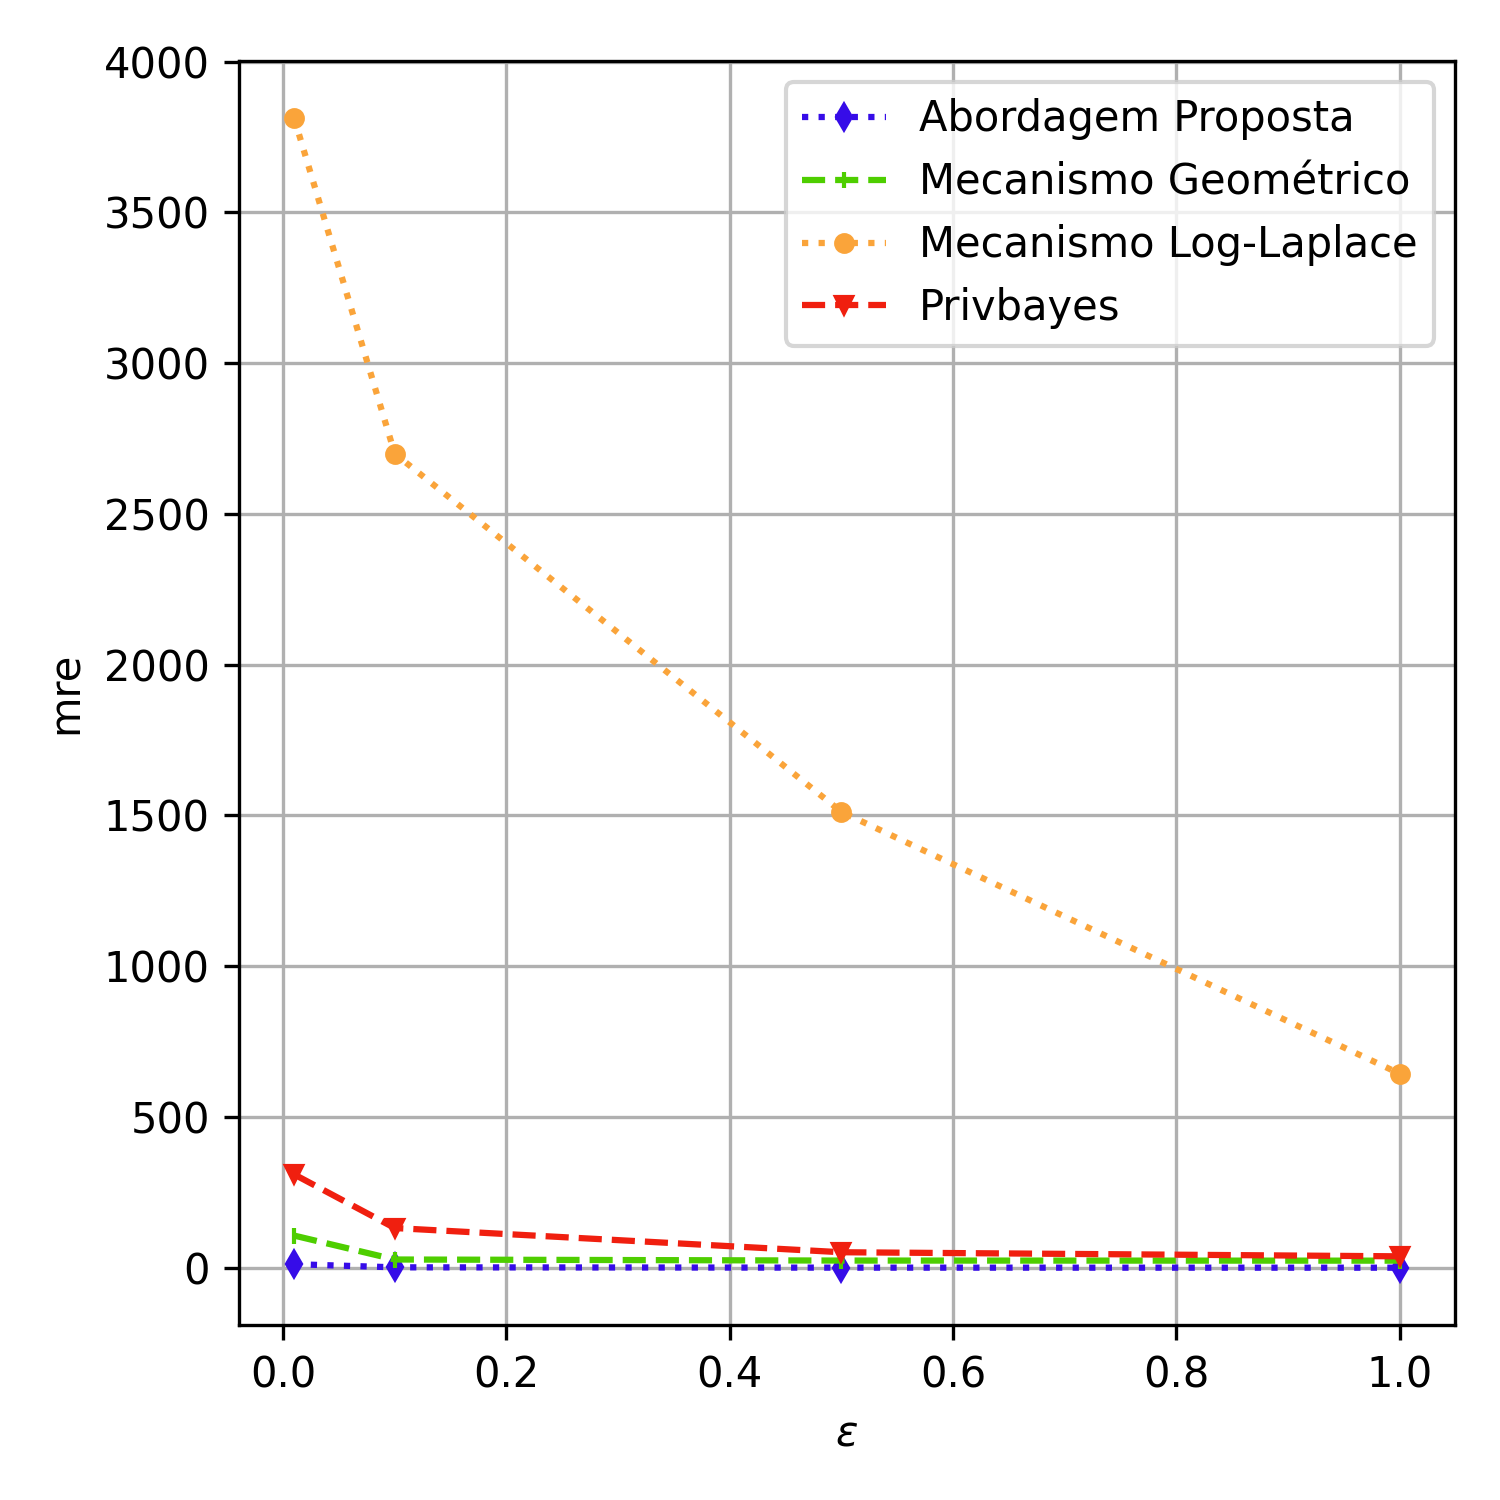 4000
3500
3000
2500
2000
1500
1000
500
0
mre
Abordagem Proposta
Mecanismo Geométrico
Mecanismo Log-Laplace
Privbayes
0.0 0.2 0.4 0.6 0.8 1.0
ε